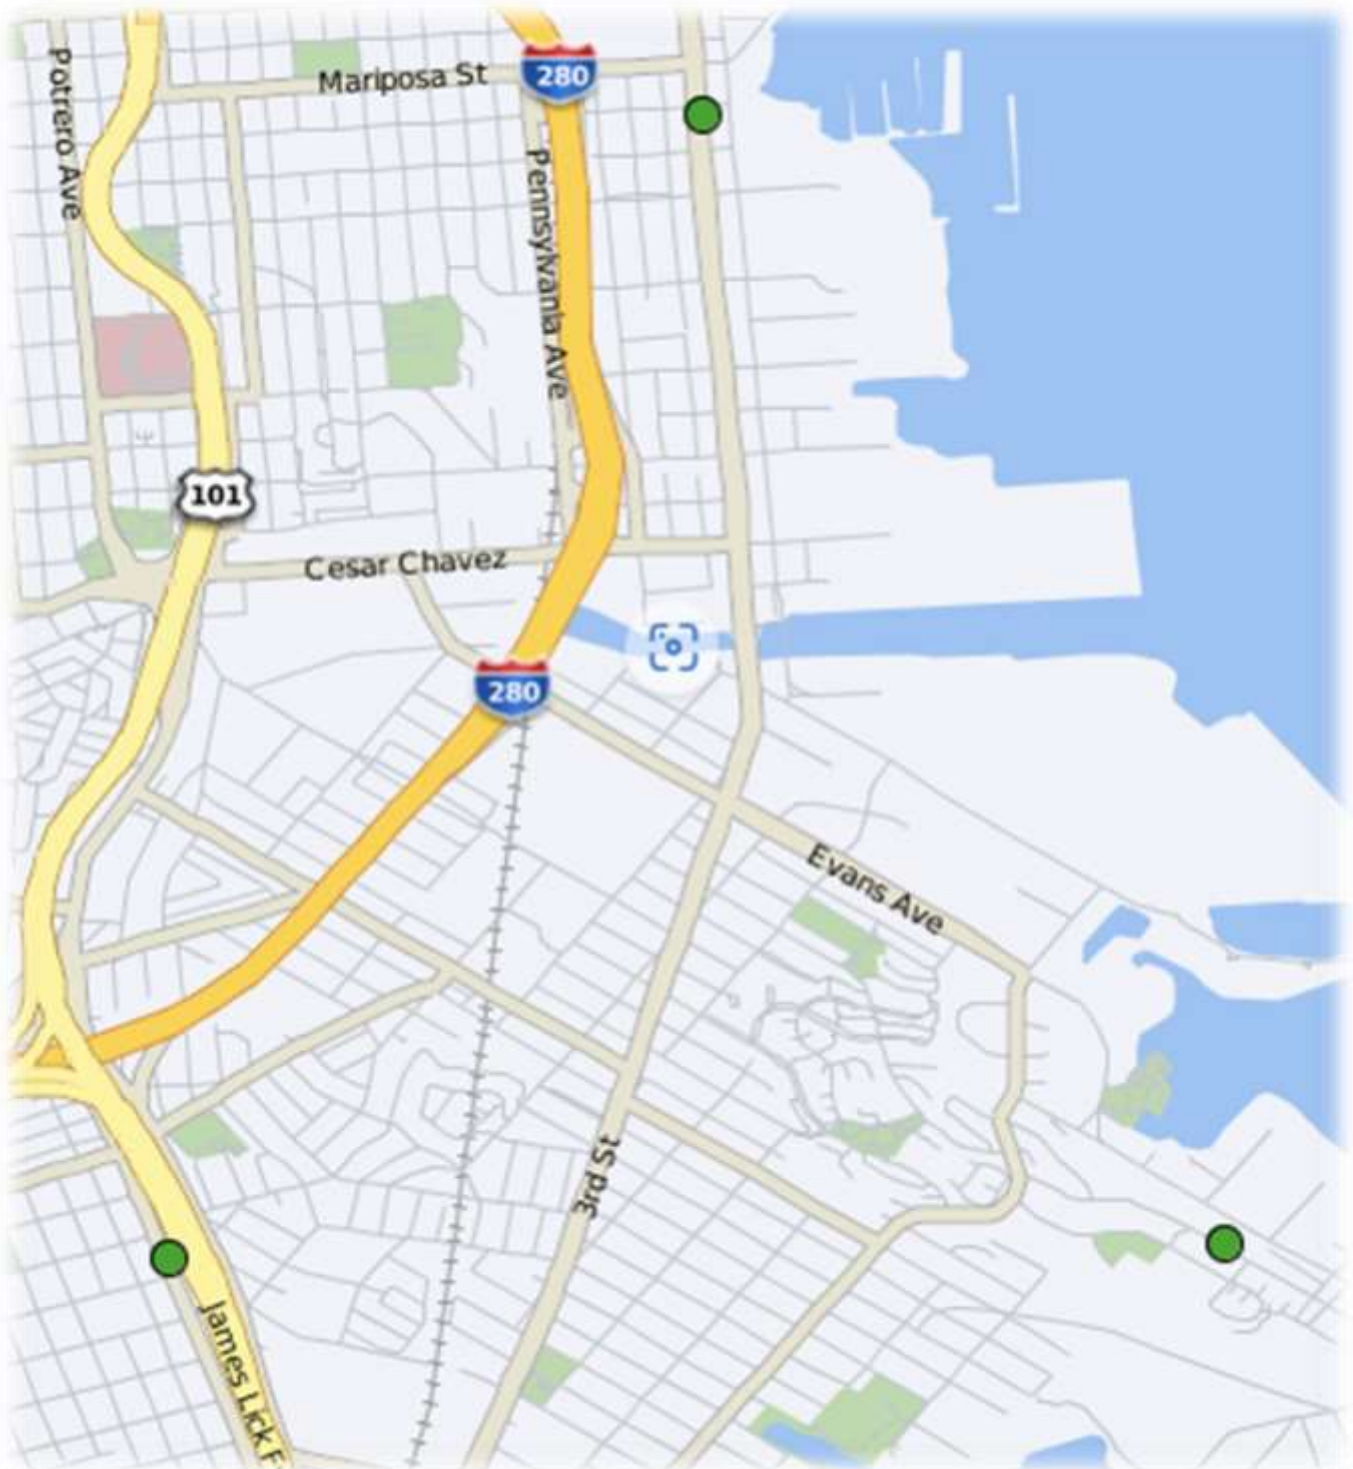 280
Mariposa St
Potrero Ave
Pennsylvania Ave
101
Cesar Chavez
280
Evans Ave
3rd St
James Lick F